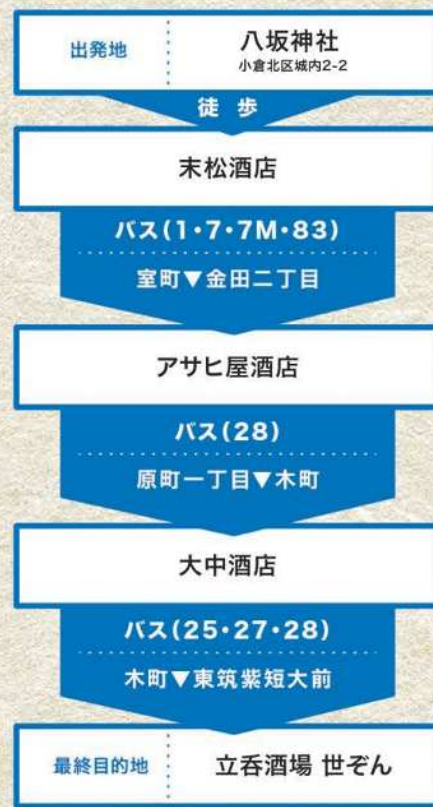 出発地
八坂神社
小倉北区城内2-2
徒歩
末松酒店
バス(1・7・7M・83)
室町▼金田二丁目
アサヒ屋酒店
バス(28)
原町一丁目▼木町
大中酒店
バス(25・27・28)
木町▼東筑紫短大前
最終目的地
立呑酒場 世ぞん